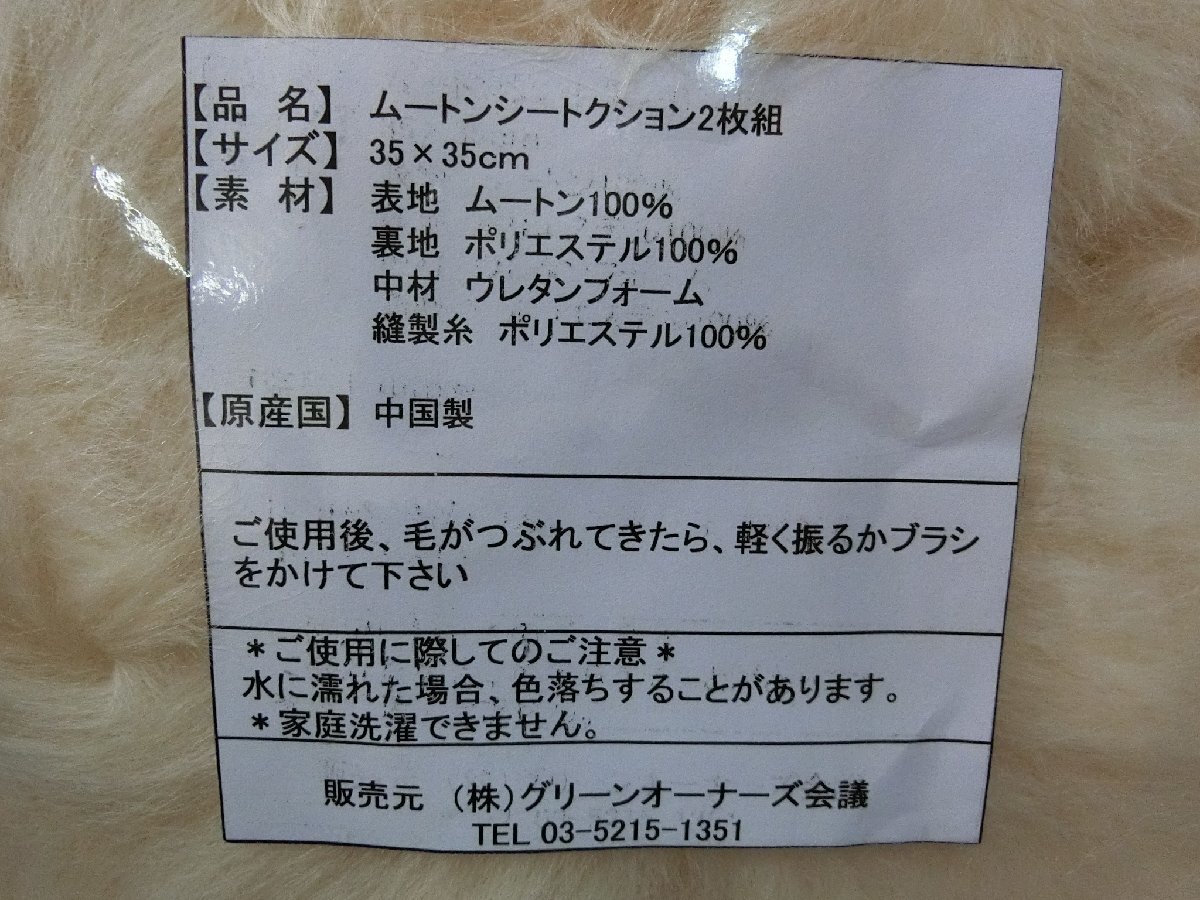 【品　名】　ムートンシートクション2枚組
【サイズ】　35×35cm
【素　材】　表地　ムートン100%
裏地　ポリエステル100%
中材　ウレタンフォーム
縫製糸　ポリエステル100%
【原産国】　中国製
ご使用後、毛がつぶれてきたら、軽く振るかブラシ
をかけて下さい
＊ご使用に際してのご注意＊
水に濡れた場合、色落ちすることがあります。
＊家庭洗濯できません。
販売元　（株）グリーンオーナーズ会議
TEL 03-5215-1351